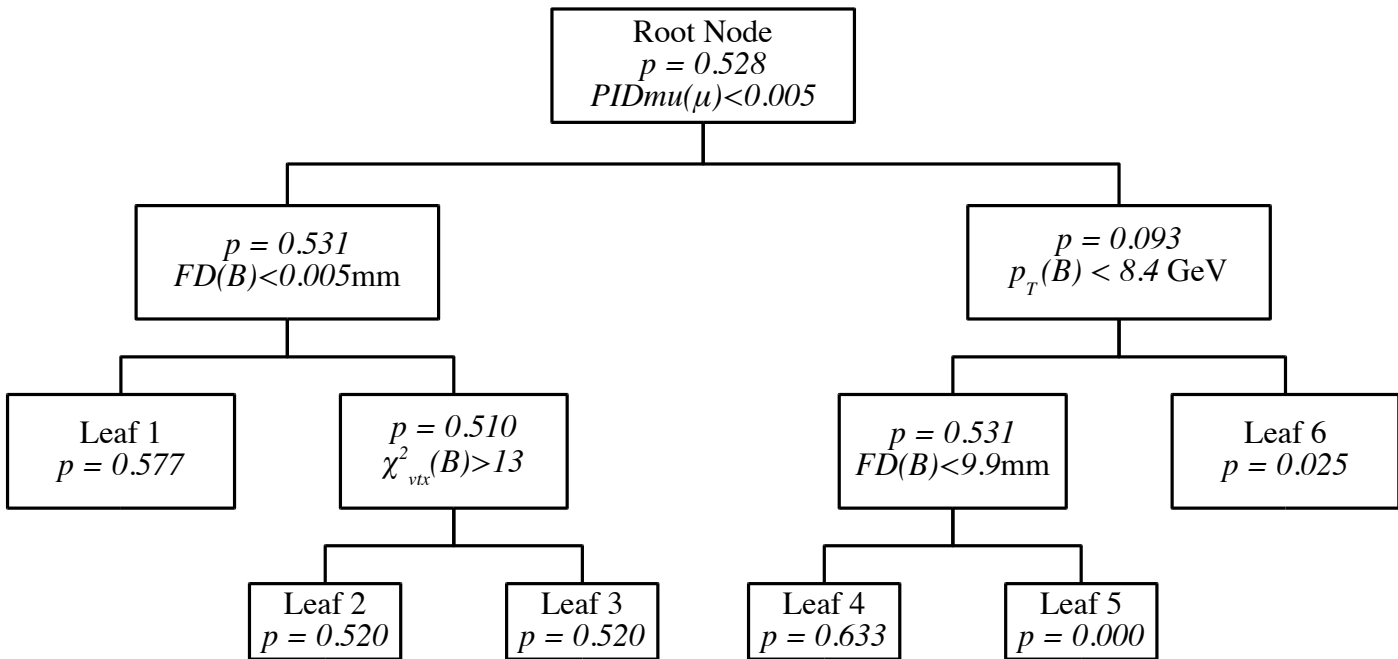 Root Node
p = 0.528
PIDmu(μ)<0.005
p = 0.531
FD(B)<0.005mm
p = 0.093
p_T(B) < 8.4 GeV
Leaf 1
p = 0.577
p = 0.510
χ²_vtx(B)>13
p = 0.531
FD(B)<9.9mm
Leaf 6
p = 0.025
Leaf 2
p = 0.520
Leaf 3
p = 0.520
Leaf 4
p = 0.633
Leaf 5
p = 0.000